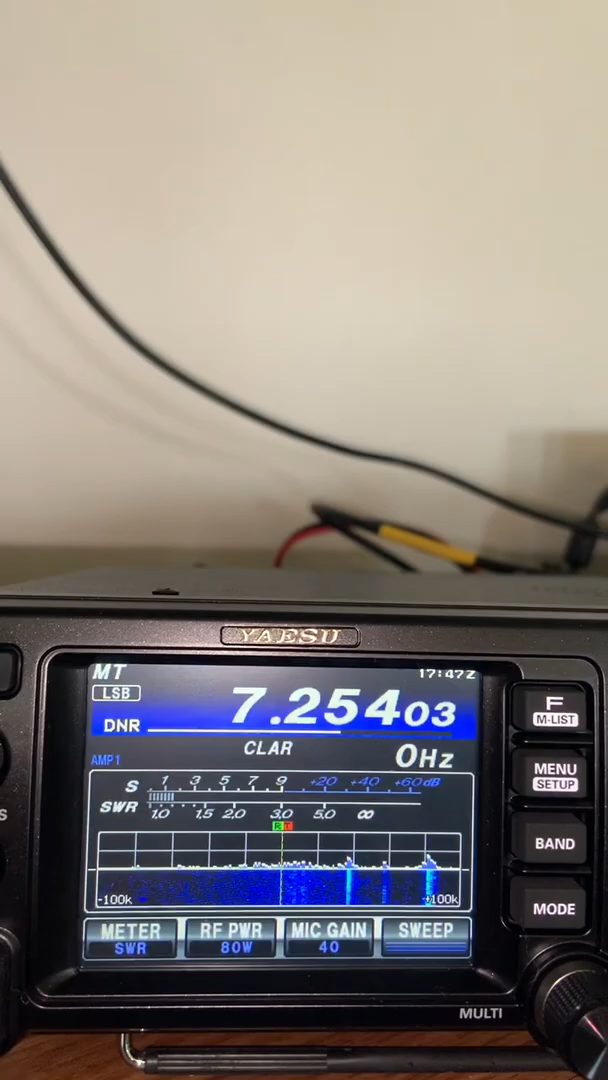 YAESU
MT 17:47Z
LSB 7.25403
DNR
CLAR 0Hz
AMP1
S 1 3 5 7 9 +20 +40 +60dB
SWR 1.0 1.5 2.0 3.0 5.0 ∞
R T
-100k +100k
METER RF PWR MIC GAIN SWEEP
SWR 80W 40
F
M-LIST
MENU
SETUP
BAND
MODE
MULTI
S